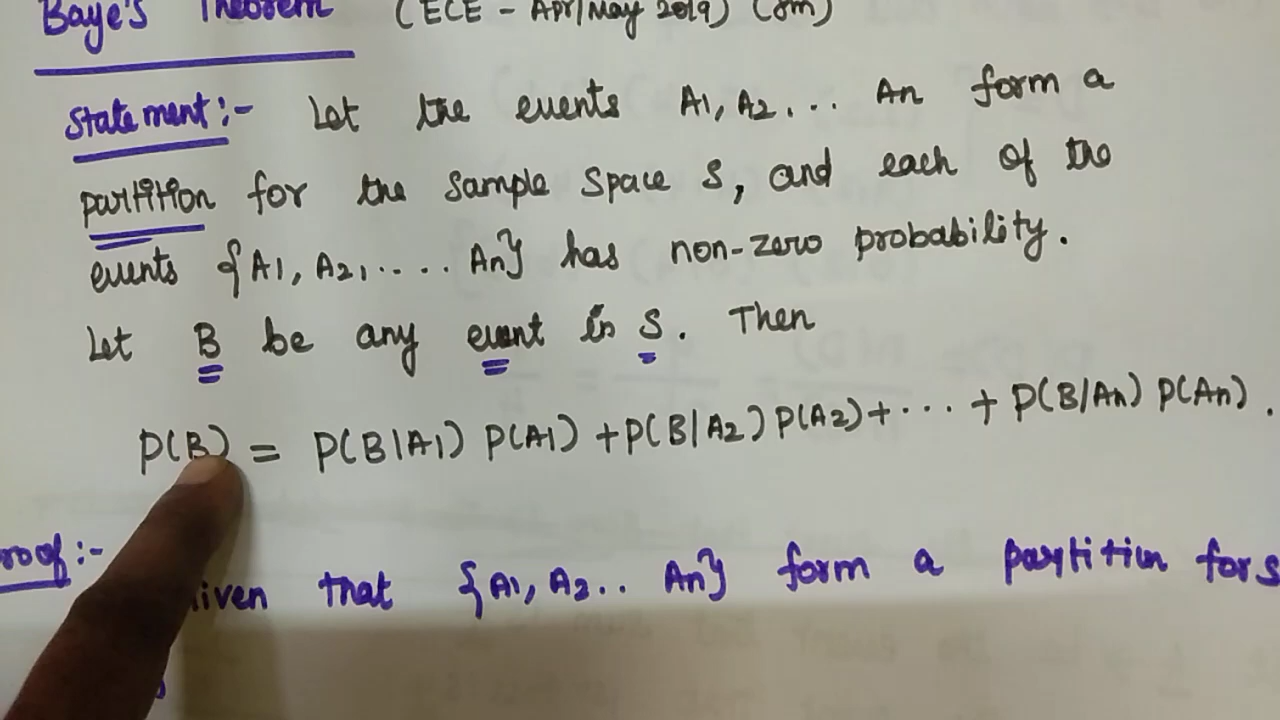 Baye's Theorem (ECE - Apr/May 2019) (8m)
Statement:- Let the events A1, A2... An form a
partition for the sample space S, and each of the
events {A1, A2,..... An} has non-zero probability.
Let B be any event in S. Then
P(B) = P(B|A1) P(A1) + P(B|A2) P(A2) + ... + P(B/An) P(An).
roof:-
iven that {A1, A2.. An} form a partition for S